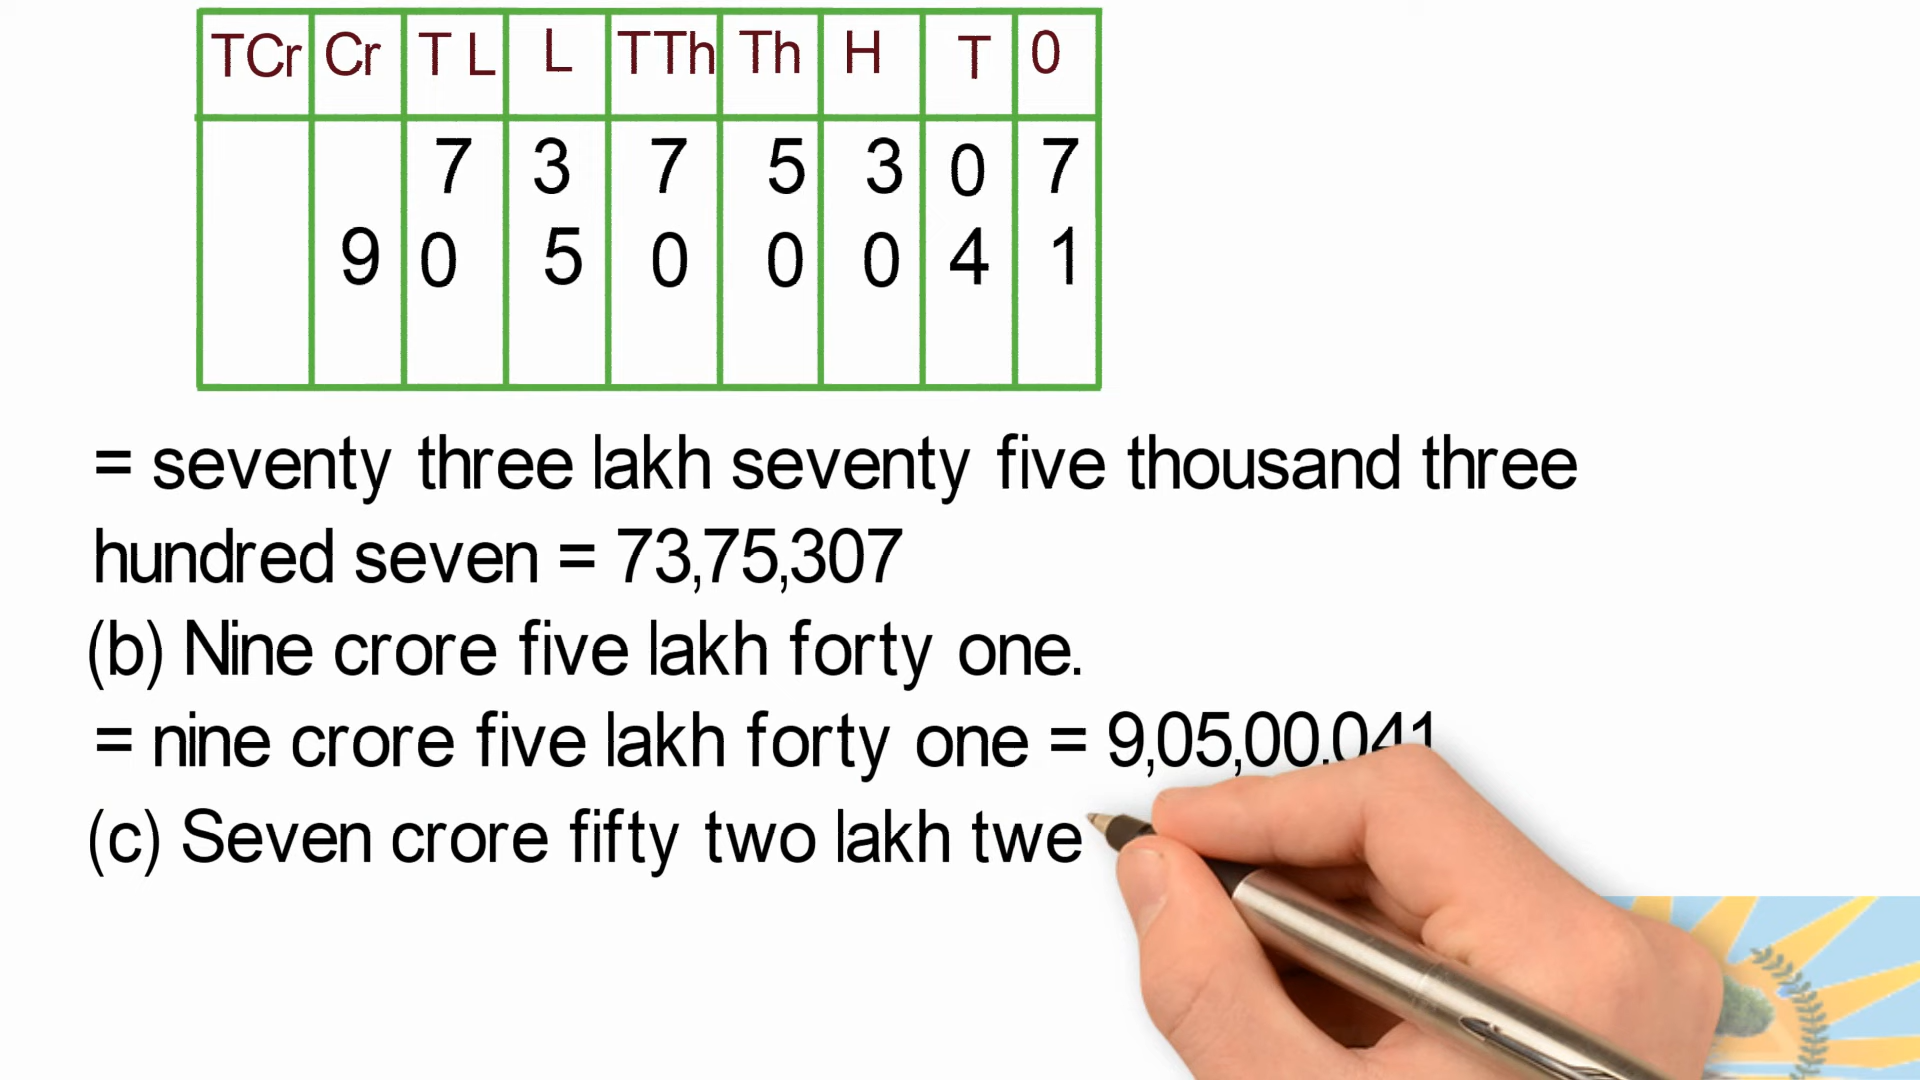 TCr Cr T L L TTh Th H T 0
7 3 7 5 3 0 7
9 0 5 0 0 0 4 1
= seventy three lakh seventy five thousand three
hundred seven = 73,75,307
(b) Nine crore five lakh forty one.
= nine crore five lakh forty one = 9,05,00,041
(c) Seven crore fifty two lakh twe